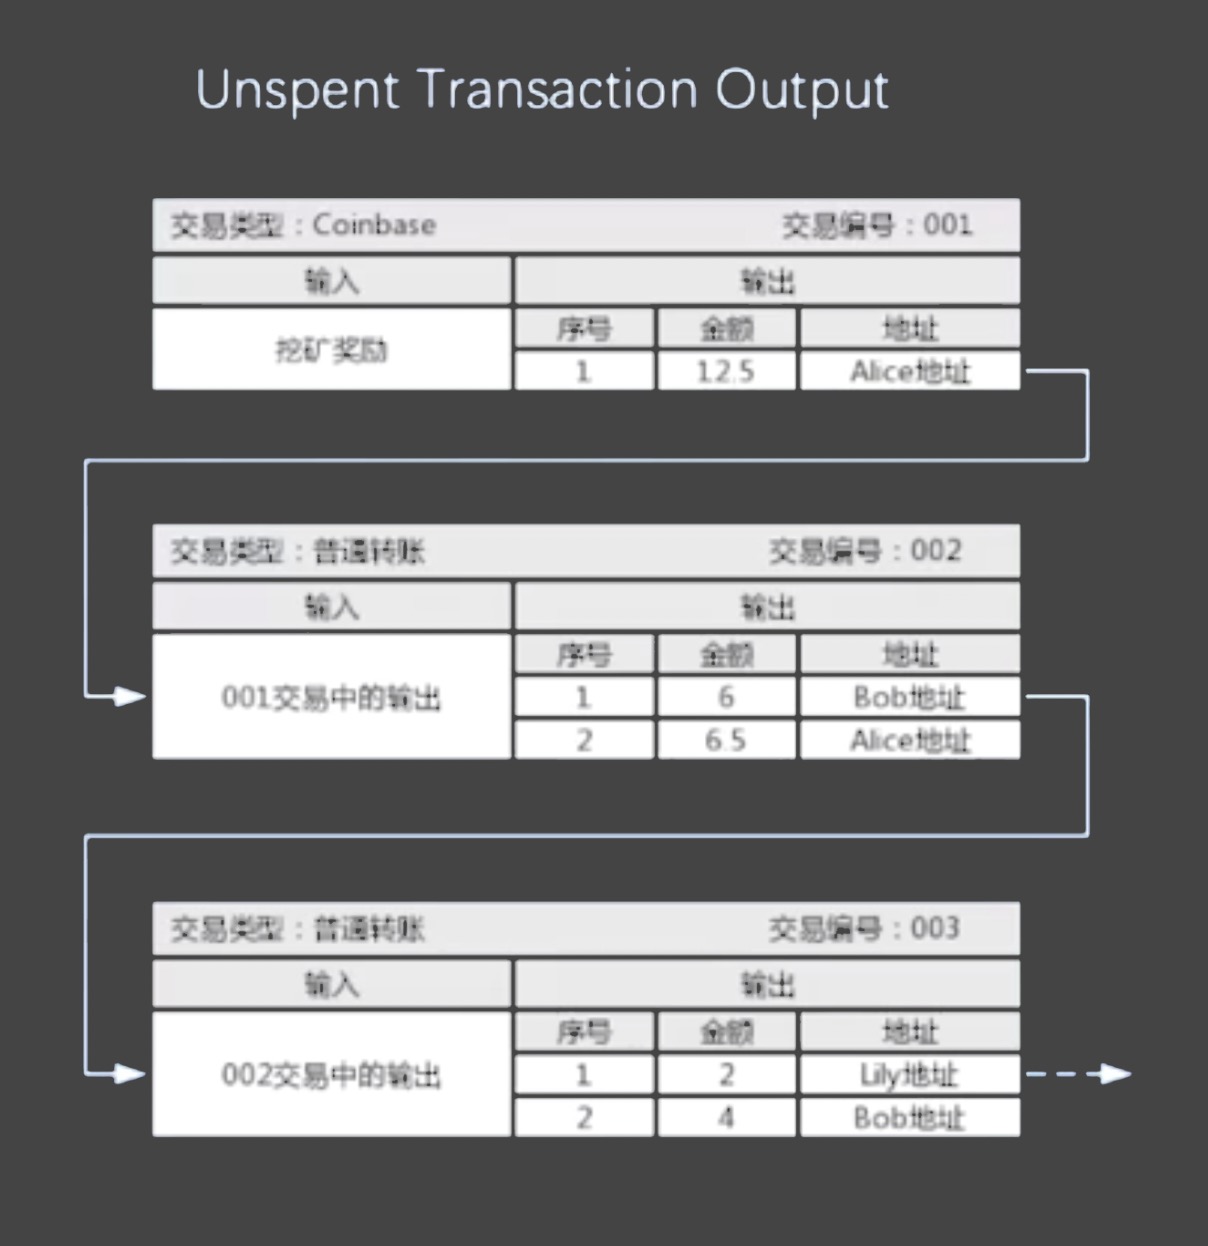 Unspent Transaction Output
交易类型：Coinbase 交易编号：001
输入 输出
挖矿奖励
序号 金额 地址
1 12.5 Alice地址
交易类型：普通转账 交易编号：002
输入 输出
001交易中的输出
序号 金额 地址
1 6 Bob地址
2 6.5 Alice地址
交易类型：普通转账 交易编号：003
输入 输出
002交易中的输出
序号 金额 地址
1 2 Lily地址
2 4 Bob地址